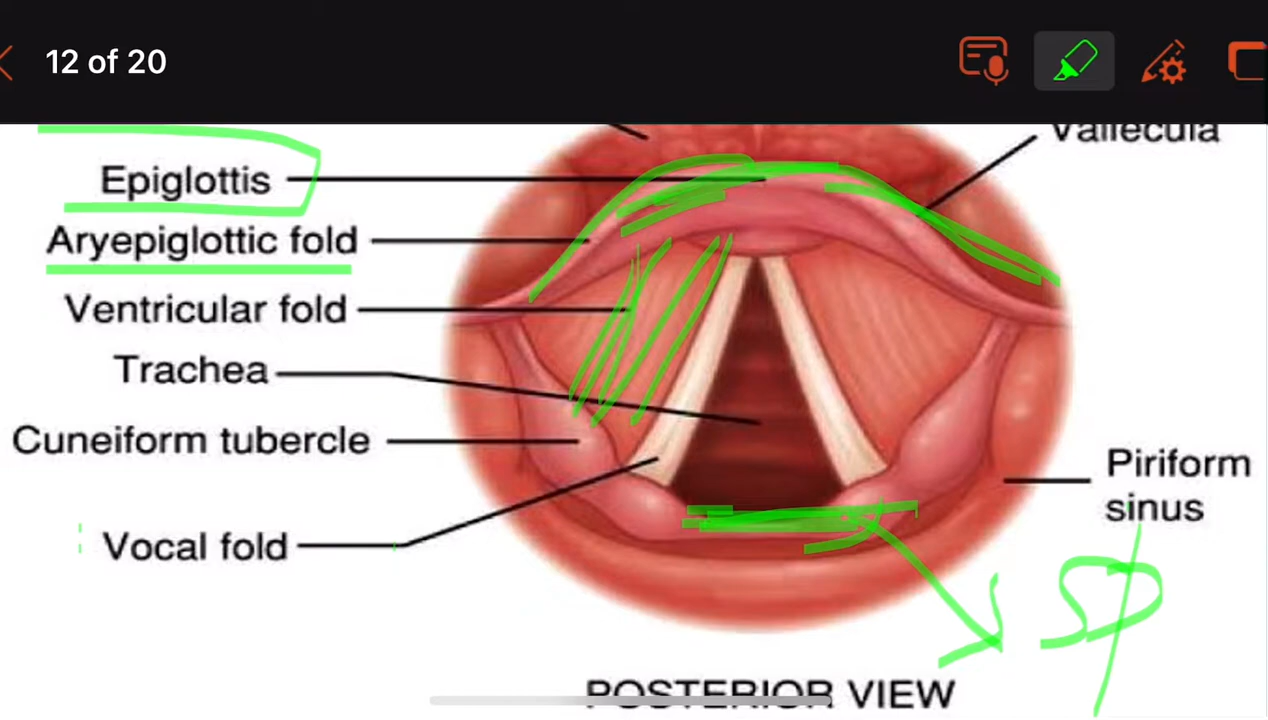 12 of 20
Vallecula
Epiglottis
Aryepiglottic fold
Ventricular fold
Trachea
Cuneiform tubercle
Piriform
sinus
Vocal fold
POSTERIOR VIEW